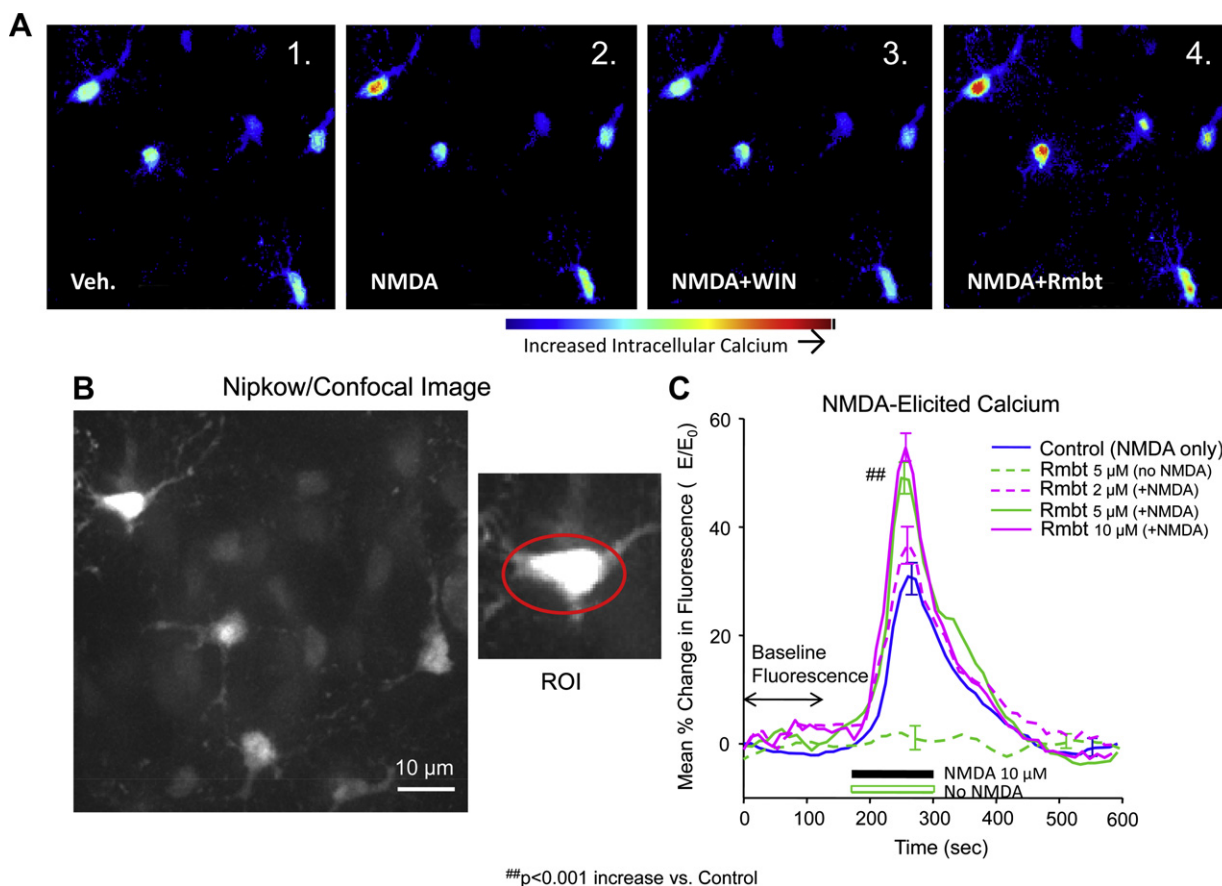 A
1.
2.
3.
4.
Veh.
NMDA
NMDA+WIN
NMDA+Rmbt
Increased Intracellular Calcium
B
Nipkow/Confocal Image
ROI
10 µm
C
NMDA-Elicited Calcium
Mean % Change in Fluorescence ( E/E0)
60
40
20
0
##
Control (NMDA only)
Rmbt 5 µM (no NMDA)
Rmbt 2 µM (+NMDA)
Rmbt 5 µM (+NMDA)
Rmbt 10 µM (+NMDA)
Baseline
Fluorescence
NMDA 10 µM
No NMDA
0 100 200 300 400 500 600
Time (sec)
##p<0.001 increase vs. Control